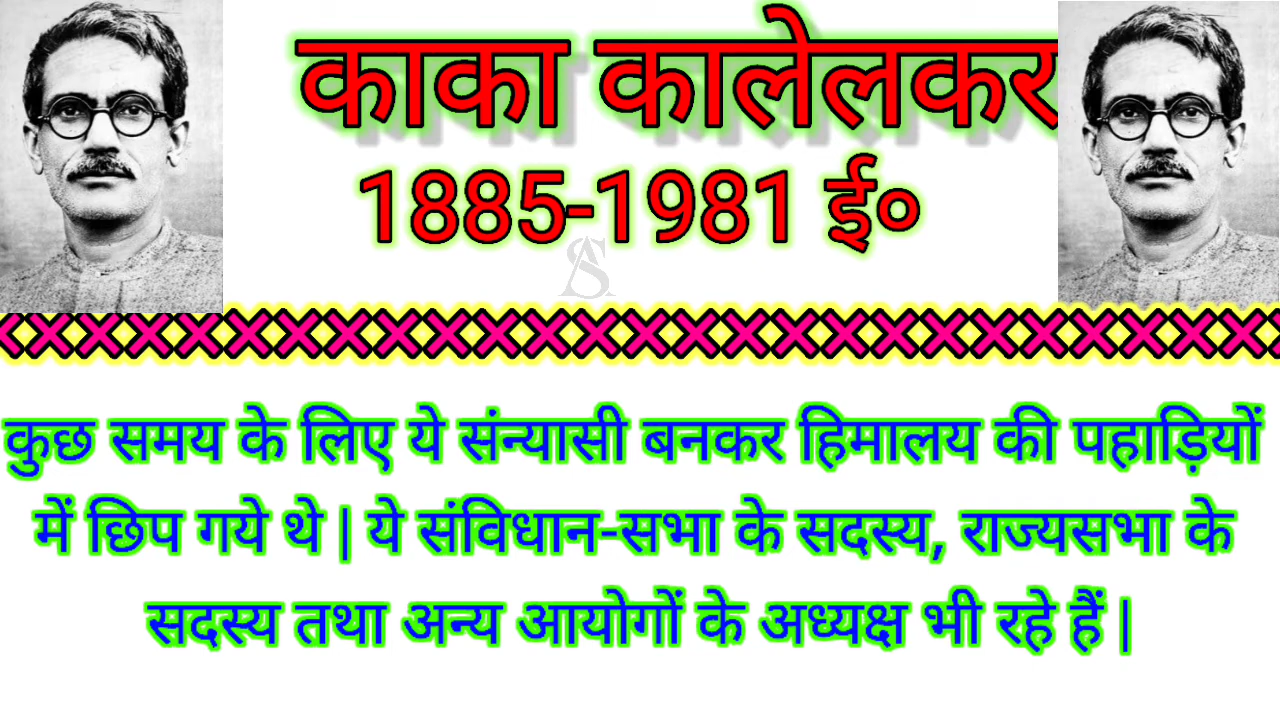 काका कालेलकर
1885-1981 ई०
कुछ समय के लिए ये संन्यासी बनकर हिमालय की पहाड़ियों
में छिप गये थे | ये संविधान-सभा के सदस्य, राज्यसभा के
सदस्य तथा अन्य आयोगों के अध्यक्ष भी रहे हैं |